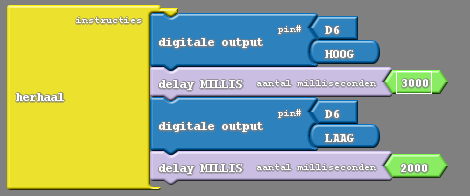 instructies
pin# D6
digitale output
HOOG
delay MILLIS aantal milliseconden 3000
herhaal
pin# D6
digitale output
LAAG
delay MILLIS aantal milliseconden 2000